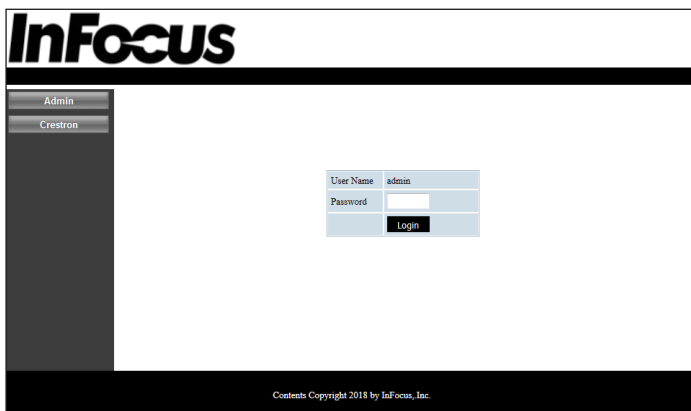 InFocus
Admin
Crestron
User Name admin
Password
Login
Contents Copyright 2018 by InFocus, Inc.